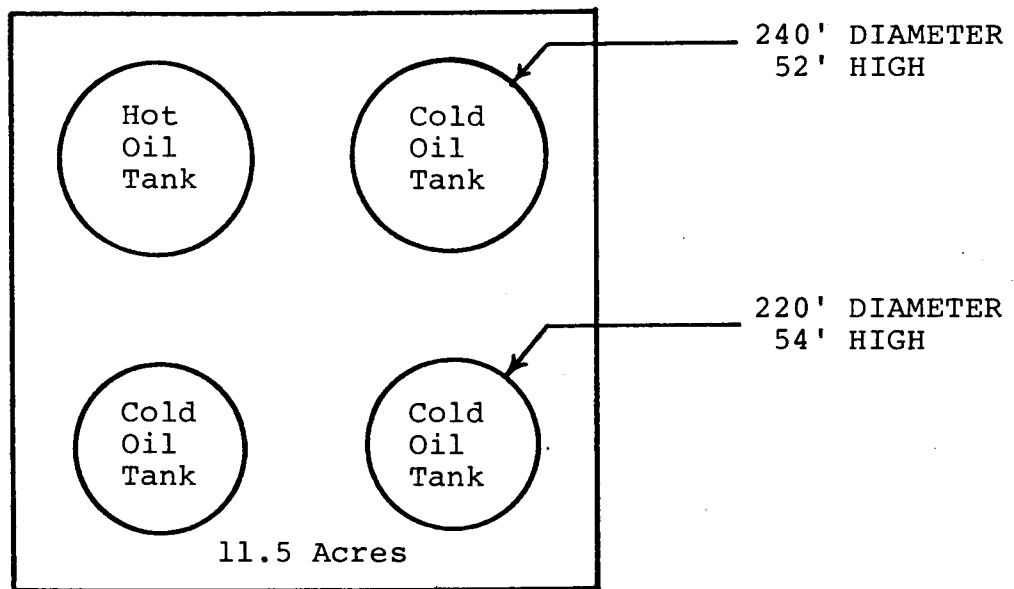 240' DIAMETER
52' HIGH
Hot
Oil
Tank
Cold
Oil
Tank
220' DIAMETER
54' HIGH
Cold
Oil
Tank
Cold
Oil
Tank
11.5 Acres